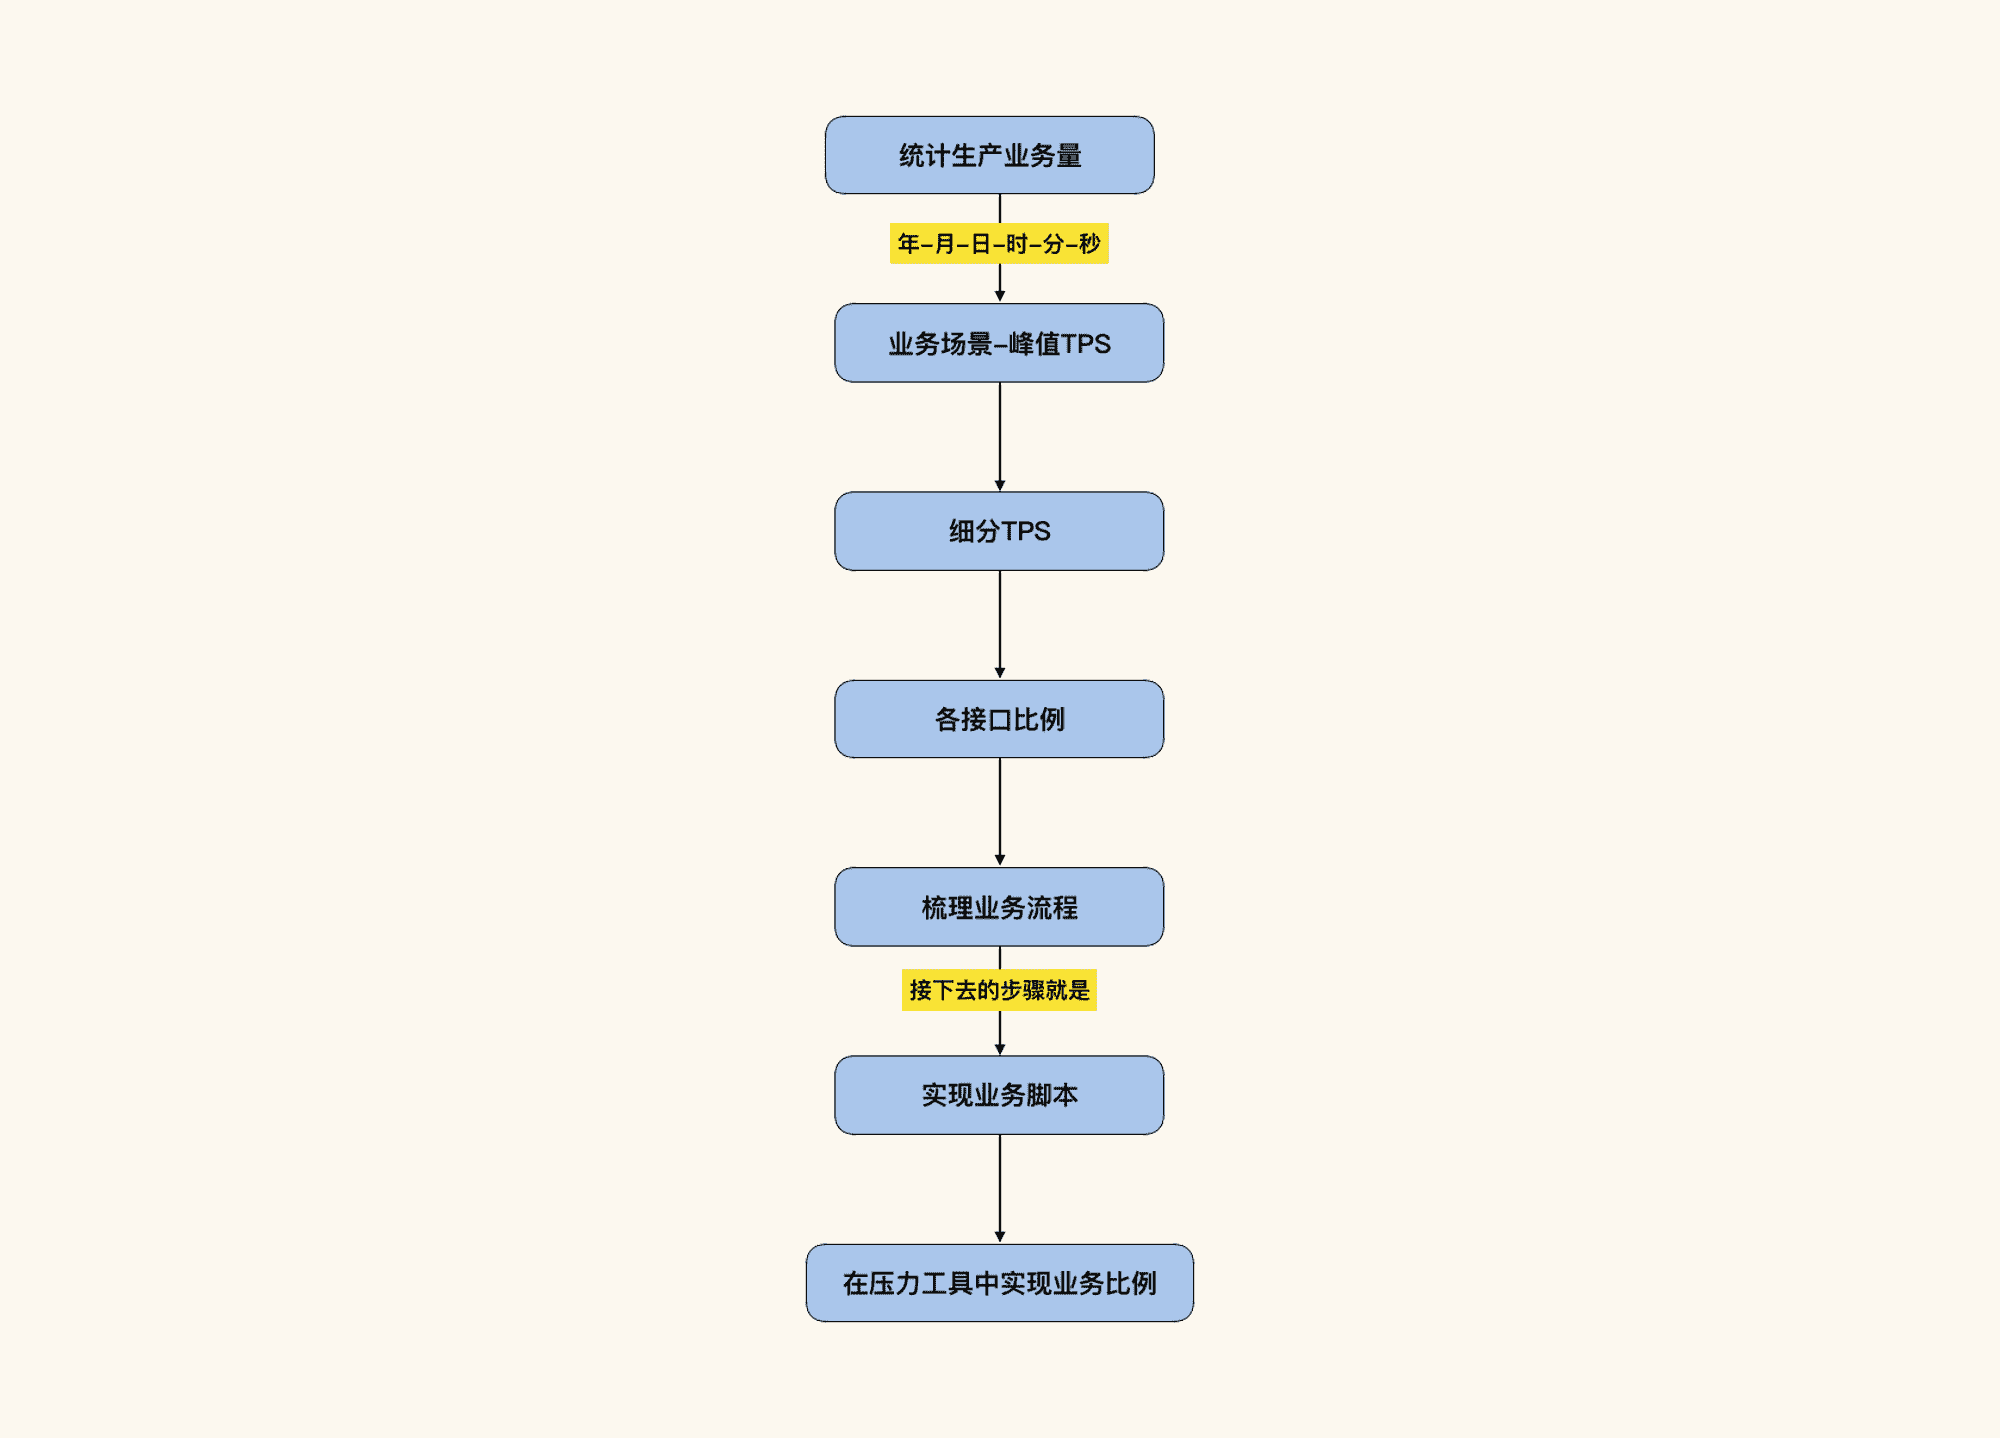 统计生产业务量
年-月-日-时-分-秒
业务场景-峰值TPS
细分TPS
各接口比例
梳理业务流程
接下去的步骤就是
实现业务脚本
在压力工具中实现业务比例